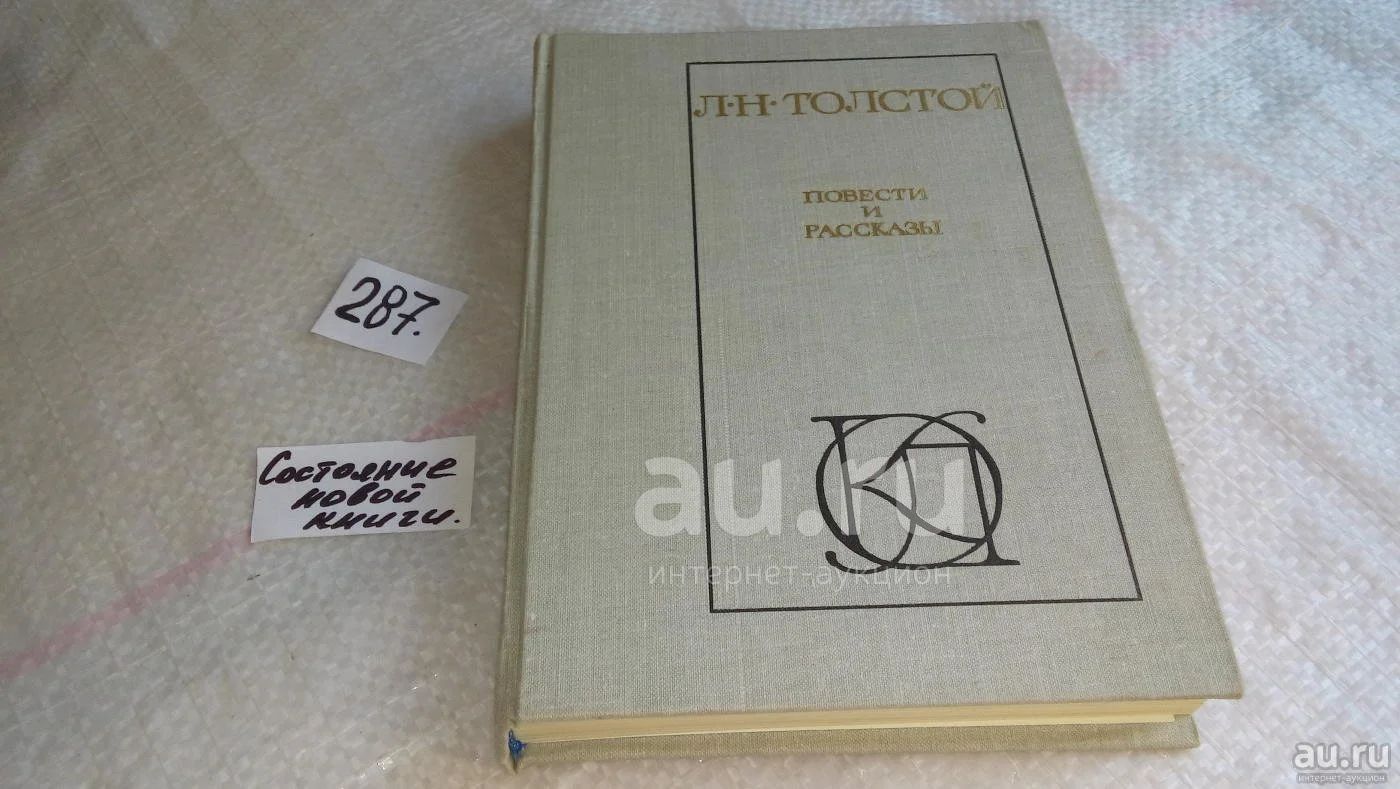 Л·Н·ТОЛСТОЙ
ПОВЕСТИ
И
РАССКАЗЫ
287.
Состояние
новой
книги.
au.ru
интернет-аукцион
au.ru
интернет-аукцион